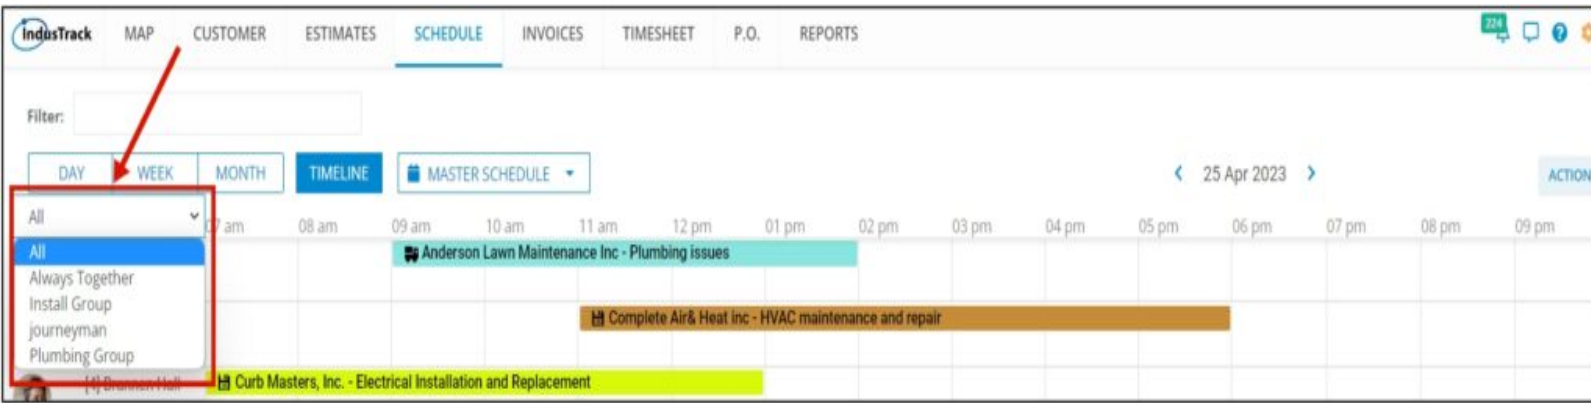 IndusTrack MAP CUSTOMER ESTIMATES SCHEDULE INVOICES TIMESHEET P.O. REPORTS 224
Filter:
DAY WEEK MONTH TIMELINE MASTER SCHEDULE 25 Apr 2023 ACTION
All 07 am 08 am 09 am 10 am 11 am 12 pm 01 pm 02 pm 03 pm 04 pm 05 pm 06 pm 07 pm 08 pm 09 pm
All
Anderson Lawn Maintenance Inc - Plumbing issues
Always Together
Install Group
Complete Air& Heat inc - HVAC maintenance and repair
journeyman
Plumbing Group
Curb Masters, Inc. - Electrical Installation and Replacement